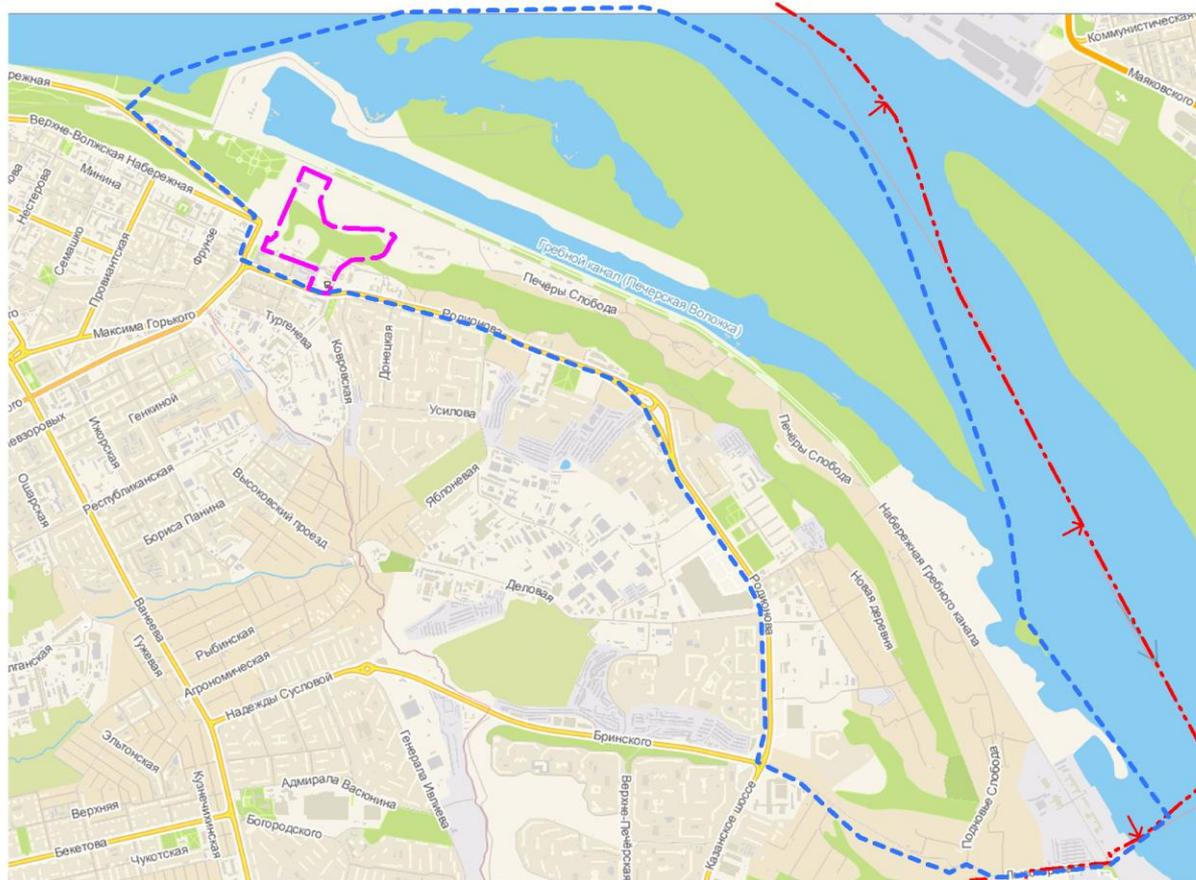 Коммунистическая
Маяковского
режная
Верхне-Волжская Набережная
Минина
Нестерова
Семашко
Провиантская
Фрунзе
Гребной канал (Печерская Воложка)
Печёры Слобода
Родионова
Максима Горького
Тургенева
Ковровская
Донецкая
Усилова
Генкиной
Ижорская
Республиканская
Высоковский проезд
Бориса Панина
Яблоневая
Ошарская
Печёры Слобода
Набережная Гребного канала
Деловая
Родионова
Новая деревня
Ванеева
Гужевая
Рыбинская
Агрономическая
Надежды Сусловой
Бринского
Эльтонская
Генерала Ивлиева
Адмирала Васюнина
Верхняя
Богородского
Кузнечихинская
Бекетова
Чукотская
Верхне-Печёрская
Казанское шоссе
Подновье Слобода